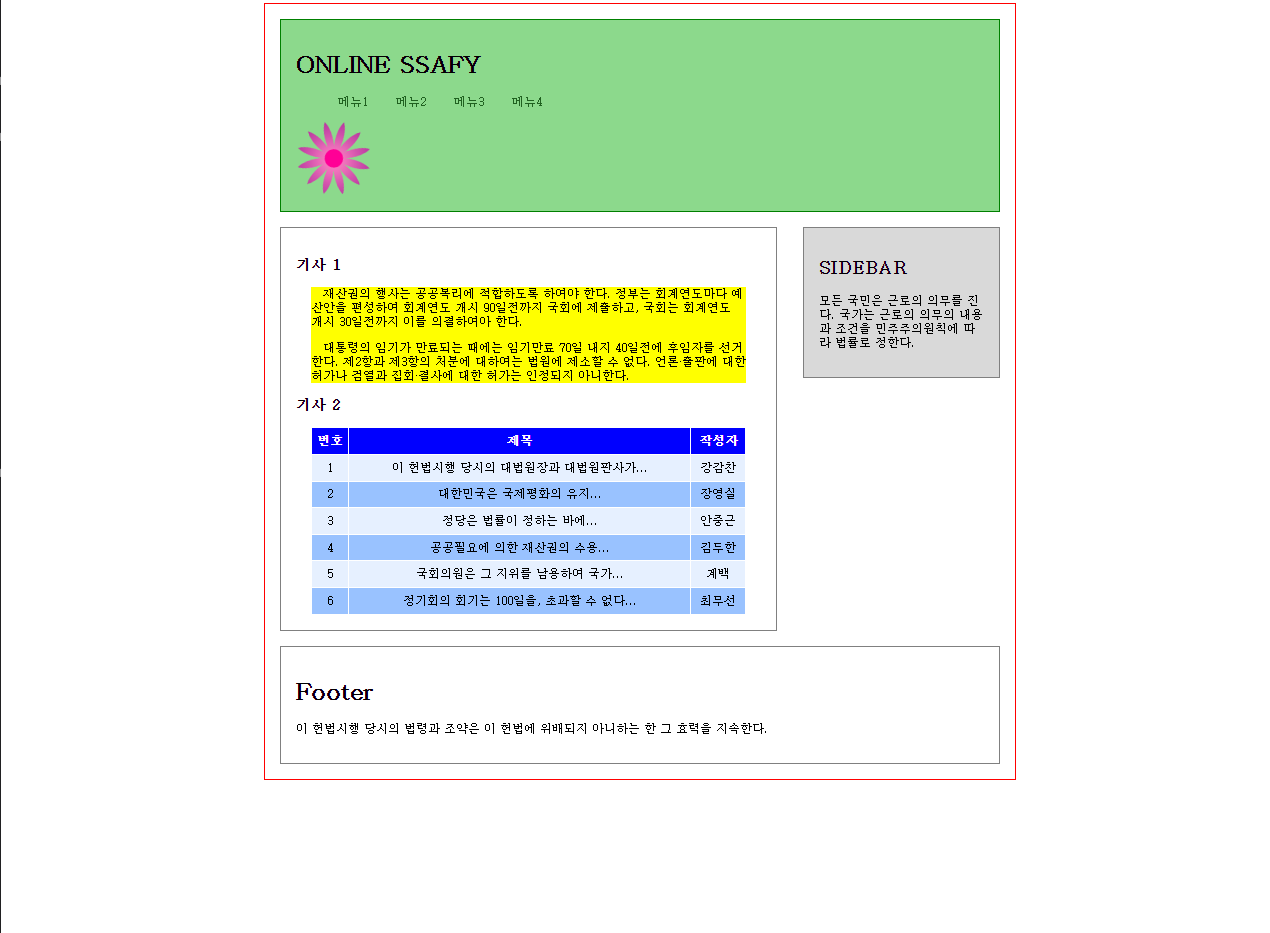 ONLINE SSAFY
메뉴1 메뉴2 메뉴3 메뉴4
기사 1
재산권의 행사는 공공복리에 적합하도록 하여야 한다. 정부는 회계연도마다 예
산안을 편성하여 회계연도 개시 90일전까지 국회에 제출하고, 국회는 회계연도
개시 30일전까지 이를 의결하여야 한다.
대통령의 임기가 만료되는 때에는 임기만료 70일 내지 40일전에 후임자를 선거
한다. 제2항과 제3항의 처분에 대하여는 법원에 제소할 수 없다. 언론·출판에 대한
허가나 검열과 집회·결사에 대한 허가는 인정되지 아니한다.
기사 2
번호 제목 작성자
1 이 헌법시행 당시의 대법원장과 대법원판사가...
강감찬
2 대한민국은 국제평화의 유지... 장영실
3 정당은 법률이 정하는 바에... 안중근
4 공공필요에 의한 재산권의 수용... 김두한
5 국회의원은 그 지위를 남용하여 국가... 계백
6 정기회의 회기는 100일을, 초과할 수 없다... 최무선
SIDEBAR
모든 국민은 근로의 의무를 진
다. 국가는 근로의 의무의 내용
과 조건을 민주주의원칙에 따
라 법률로 정한다.
Footer
이 헌법시행 당시의 법령과 조약은 이 헌법에 위배되지 아니하는 한 그 효력을 지속한다.